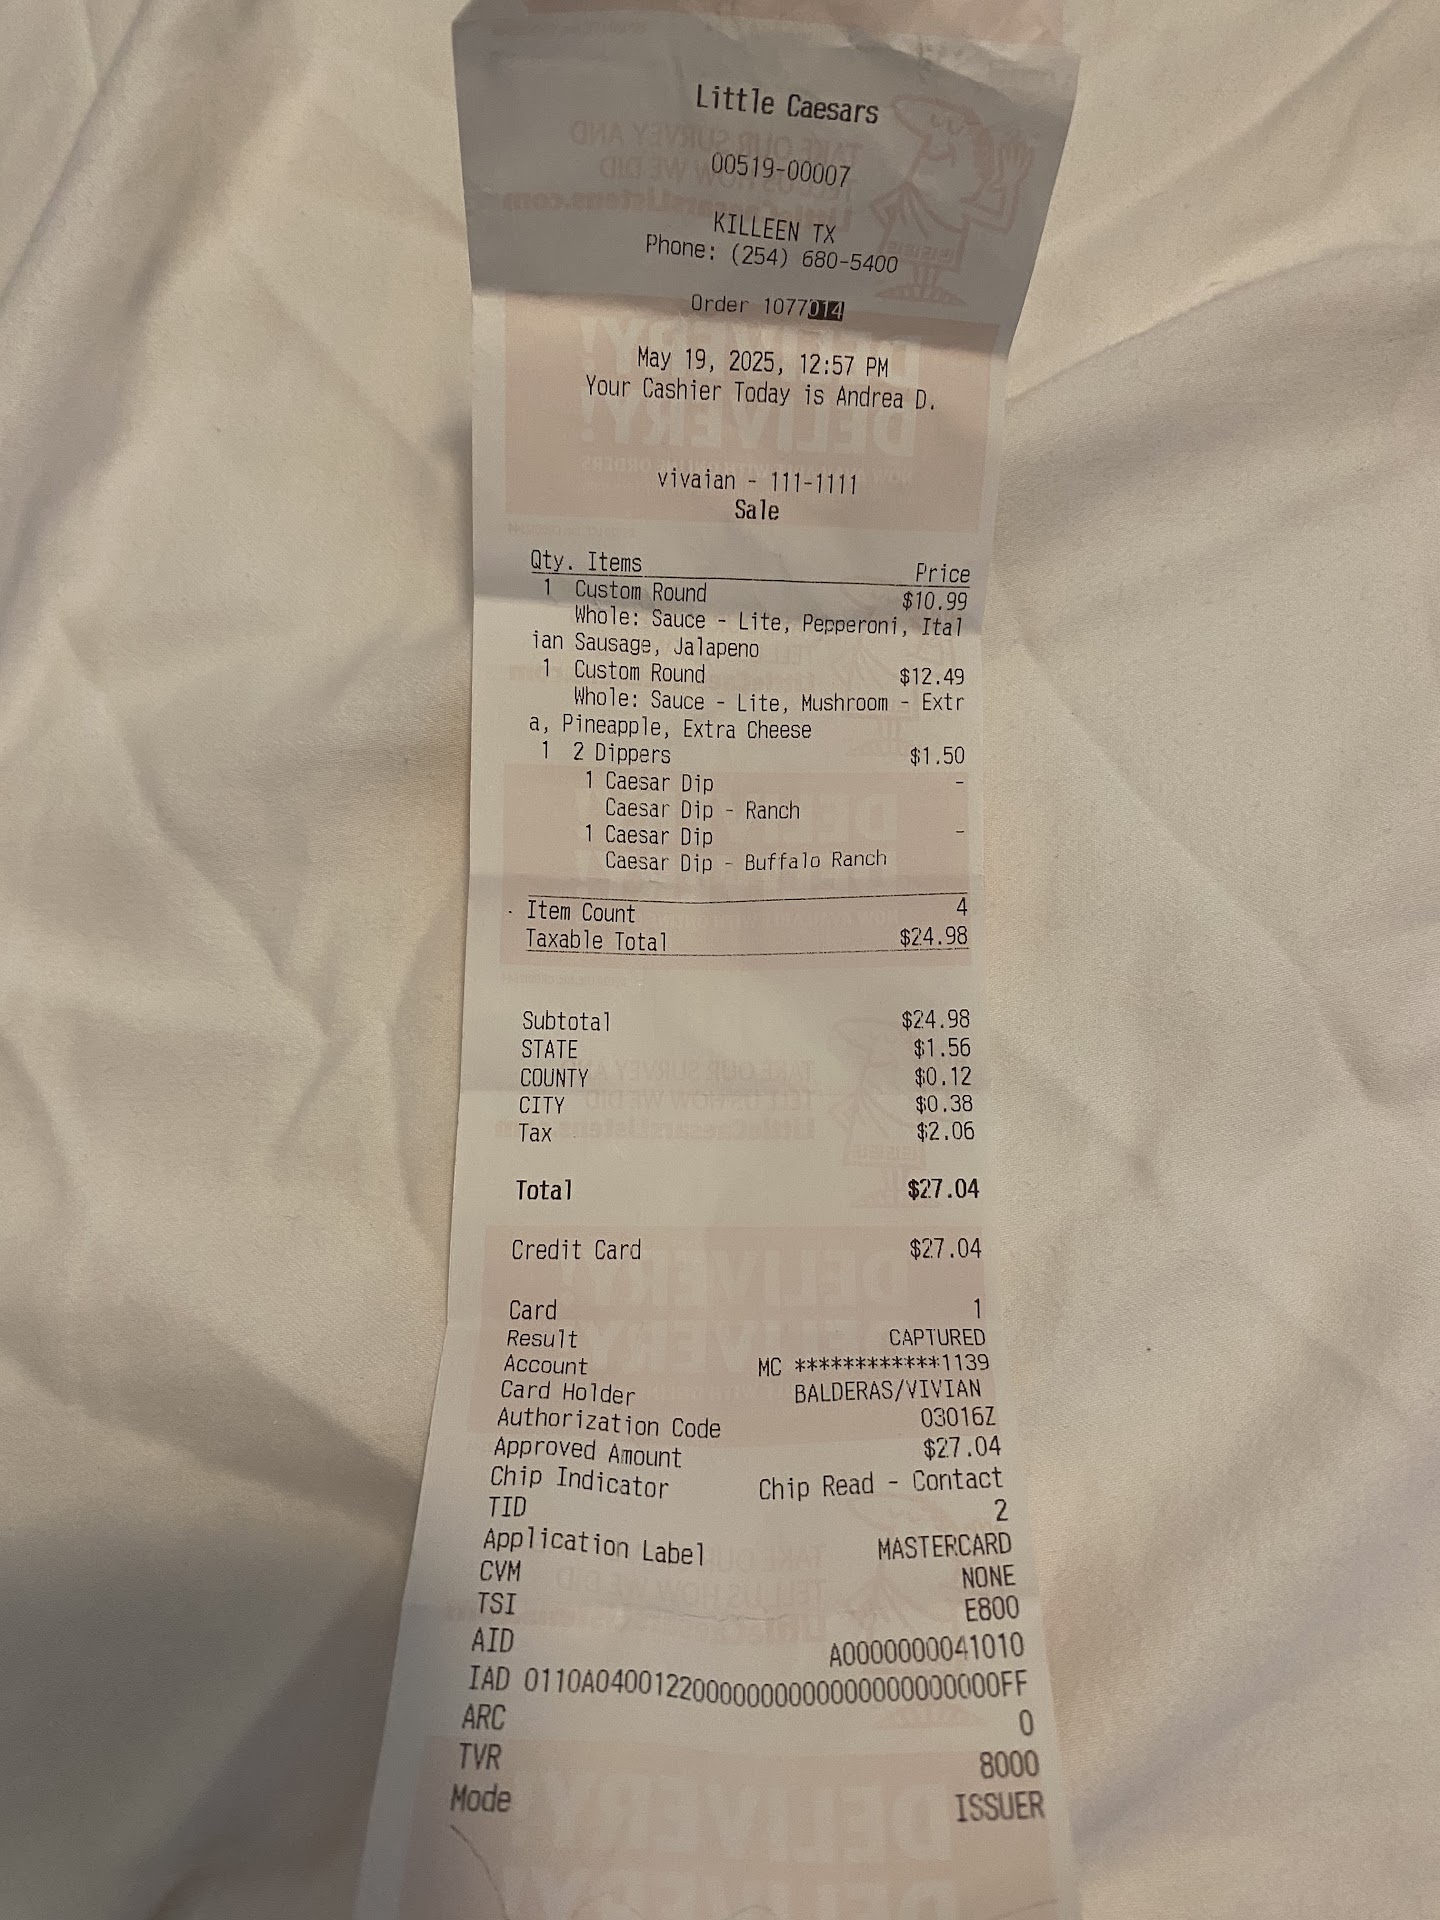 Little Caesars
00519-00007
KILLEEN TX
Phone: (254) 680-5400
Order 1077014
May 19, 2025, 12:57 PM
Your Cashier Today is Andrea D.
vivaian - 111-1111
Sale
Qty. Items Price
1 Custom Round $10.99
Whole: Sauce - Lite, Pepperoni, Ital
ian Sausage, Jalapeno
1 Custom Round $12.49
Whole: Sauce - Lite, Mushroom - Extr
a, Pineapple, Extra Cheese
1 2 Dippers $1.50
1 Caesar Dip -
Caesar Dip - Ranch
1 Caesar Dip -
Caesar Dip - Buffalo Ranch
Item Count 4
Taxable Total $24.98
Subtotal $24.98
STATE $1.56
COUNTY $0.12
CITY $0.38
Tax $2.06
Total $27.04
Credit Card $27.04
Card 1
Result CAPTURED
Account MC ************1139
Card Holder BALDERAS/VIVIAN
Authorization Code 03016Z
Approved Amount $27.04
Chip Indicator Chip Read - Contact
TID 2
Application Label MASTERCARD
CVM NONE
TSI E800
AID A0000000041010
ARC 0
TVR 8000
Mode ISSUER